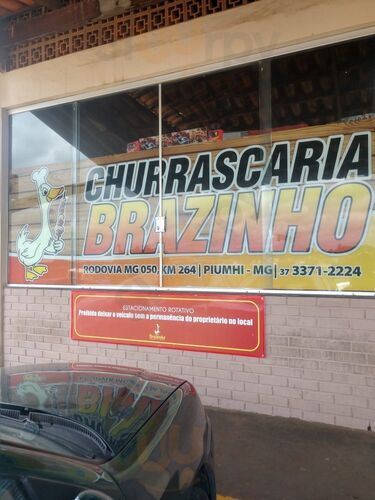 CHURRASCARIA
BRAZINHO
RODOVIA MG 050, KM 264 | PIUMHI - MG | 37 3371-2224
ESTACIONAMENTO ROTATIVO
Proibido deixar o veículo sem a permanência do proprietário no local
Brazinho